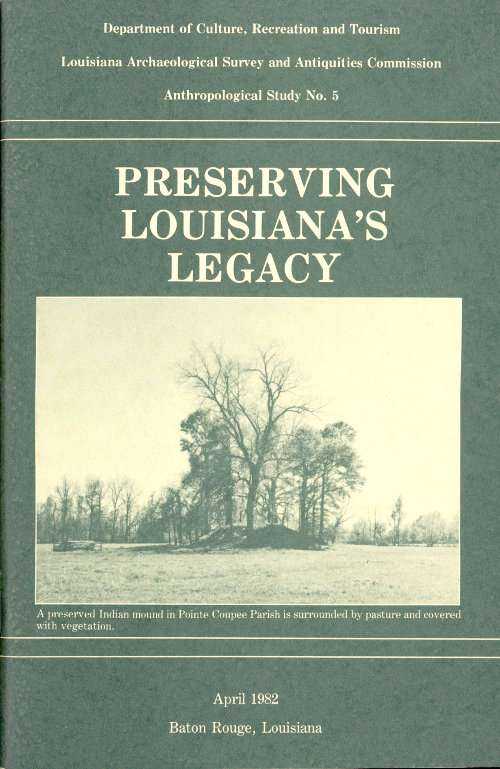 Department of Culture, Recreation and Tourism
Louisiana Archaeological Survey and Antiquities Commission
Anthropological Study No. 5
PRESERVING
LOUISIANA'S
LEGACY
A preserved Indian mound in Pointe Coupee Parish is surrounded by pasture and covered
with vegetation.
April 1982
Baton Rouge, Louisiana